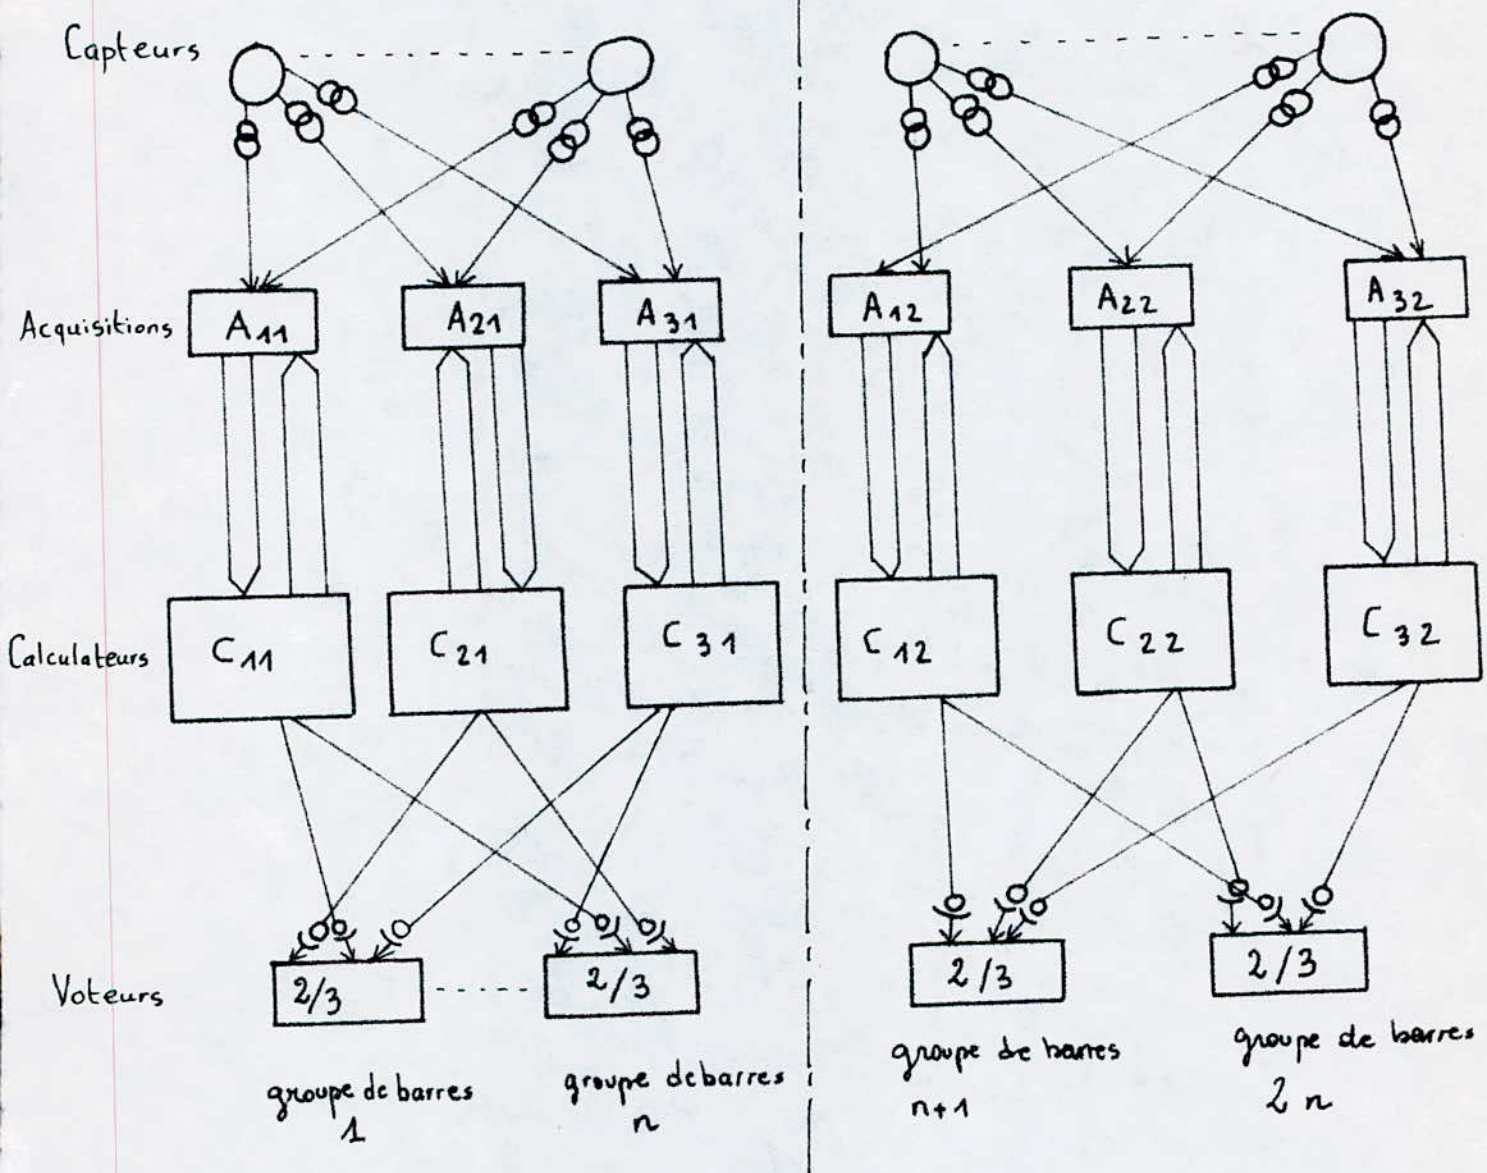 Capteurs
Acquisitions A11 A21 A31 A12 A22 A32
Calculateurs C11 C21 C31 C12 C22 C32
Voteurs 2/3 2/3 2/3 2/3
groupe de barres
1
groupe de barres
n
groupe de barres
n+1
groupe de barres
2n